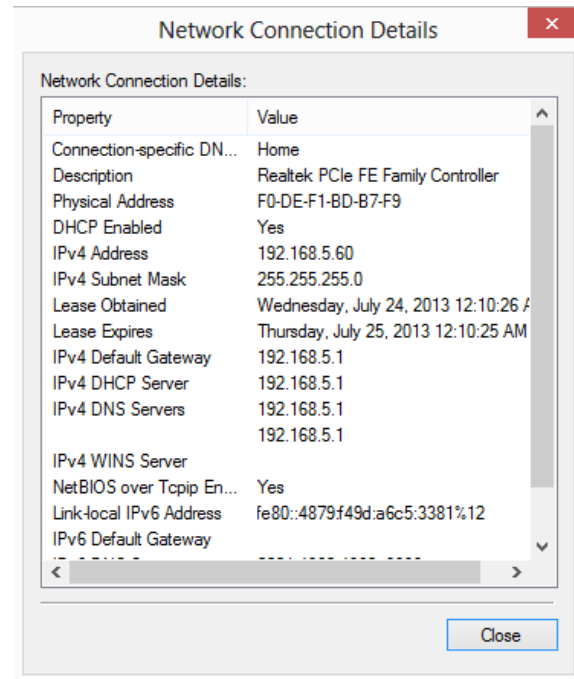 Network Connection Details
Network Connection Details:
Property Value
Connection-specific DN... Home
Description Realtek PCIe FE Family Controller
Physical Address F0-DE-F1-BD-B7-F9
DHCP Enabled Yes
IPv4 Address 192.168.5.60
IPv4 Subnet Mask 255.255.255.0
Lease Obtained Wednesday, July 24, 2013 12:10:26 A
Lease Expires Thursday, July 25, 2013 12:10:25 AM
IPv4 Default Gateway 192.168.5.1
IPv4 DHCP Server 192.168.5.1
IPv4 DNS Servers 192.168.5.1
192.168.5.1
IPv4 WINS Server
NetBIOS over Tcpip En... Yes
Link-local IPv6 Address fe80::4879:f49d:a6c5:3381%12
IPv6 Default Gateway
Close